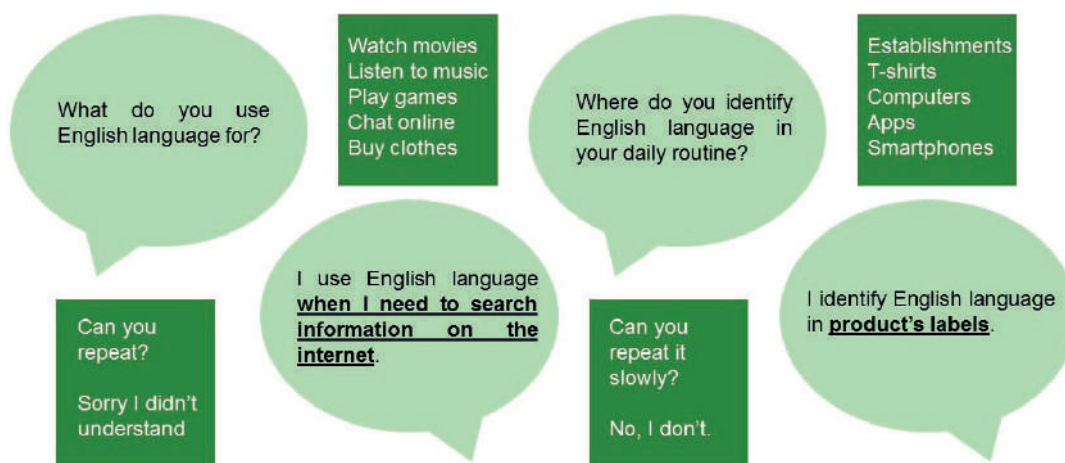 What do you use
English language for?
Watch movies
Listen to music
Play games
Chat online
Buy clothes
Where do you identify
English language in
your daily routine?
Establishments
T-shirts
Computers
Apps
Smartphones
Can you
repeat?
Sorry I didn't
understand
I use English language
when I need to search
information on the
internet.
Can you
repeat it
slowly?
No, I don't.
I identify English language
in product's labels.